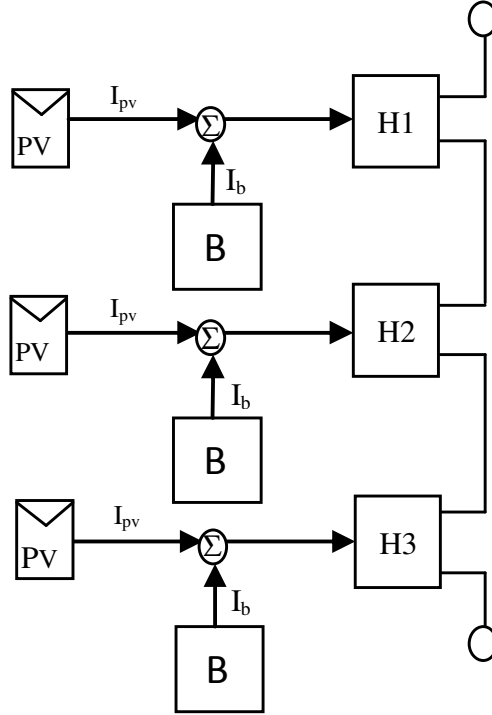 I_pv
PV Σ H1
I_b
B
I_pv
PV Σ H2
I_b
B
I_pv
PV Σ H3
I_b
B